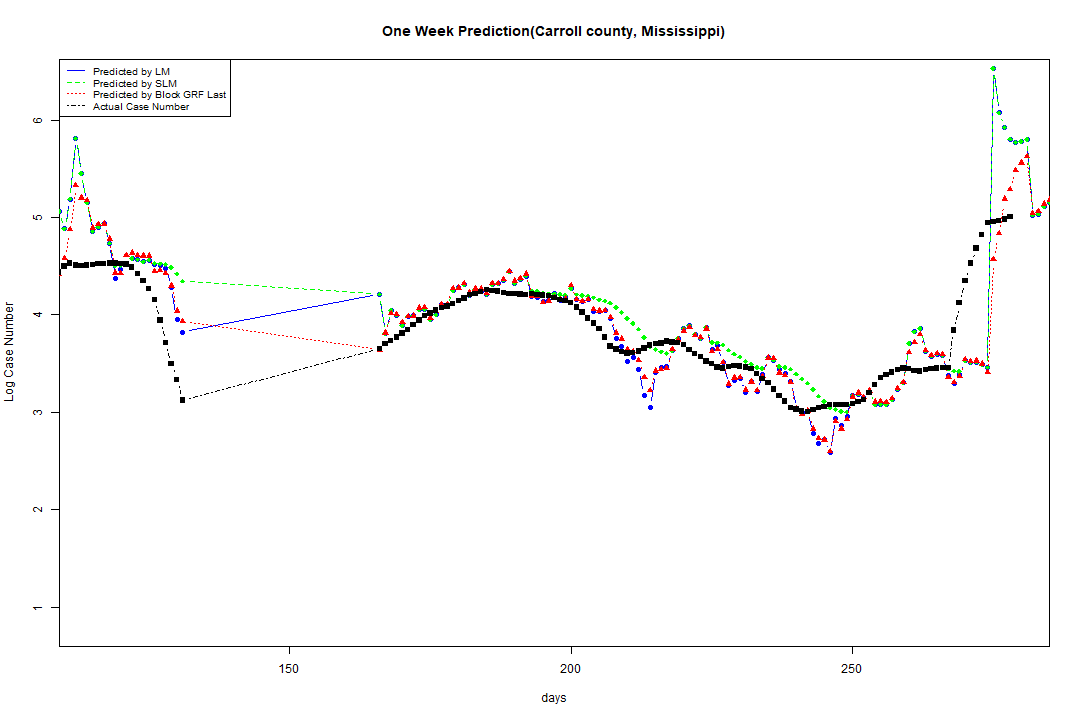 One Week Prediction(Carroll county, Mississippi)
Predicted by LM
Predicted by SLM
Predicted by Block GRF Last
Actual Case Number
Log Case Number
6
5
4
3
2
1
150
200
250
days